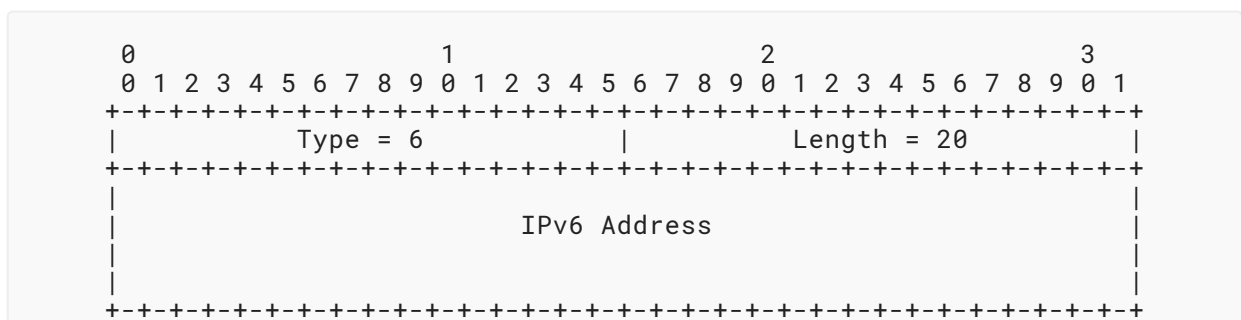 0                   1                   2                   3
 0 1 2 3 4 5 6 7 8 9 0 1 2 3 4 5 6 7 8 9 0 1 2 3 4 5 6 7 8 9 0 1
+-+-+-+-+-+-+-+-+-+-+-+-+-+-+-+-+-+-+-+-+-+-+-+-+-+-+-+-+-+-+-+-+
|           Type = 6            |          Length = 20          |
+-+-+-+-+-+-+-+-+-+-+-+-+-+-+-+-+-+-+-+-+-+-+-+-+-+-+-+-+-+-+-+-+
|                                                               |
|                         IPv6 Address                          |
|                                                               |
|                                                               |
+-+-+-+-+-+-+-+-+-+-+-+-+-+-+-+-+-+-+-+-+-+-+-+-+-+-+-+-+-+-+-+-+